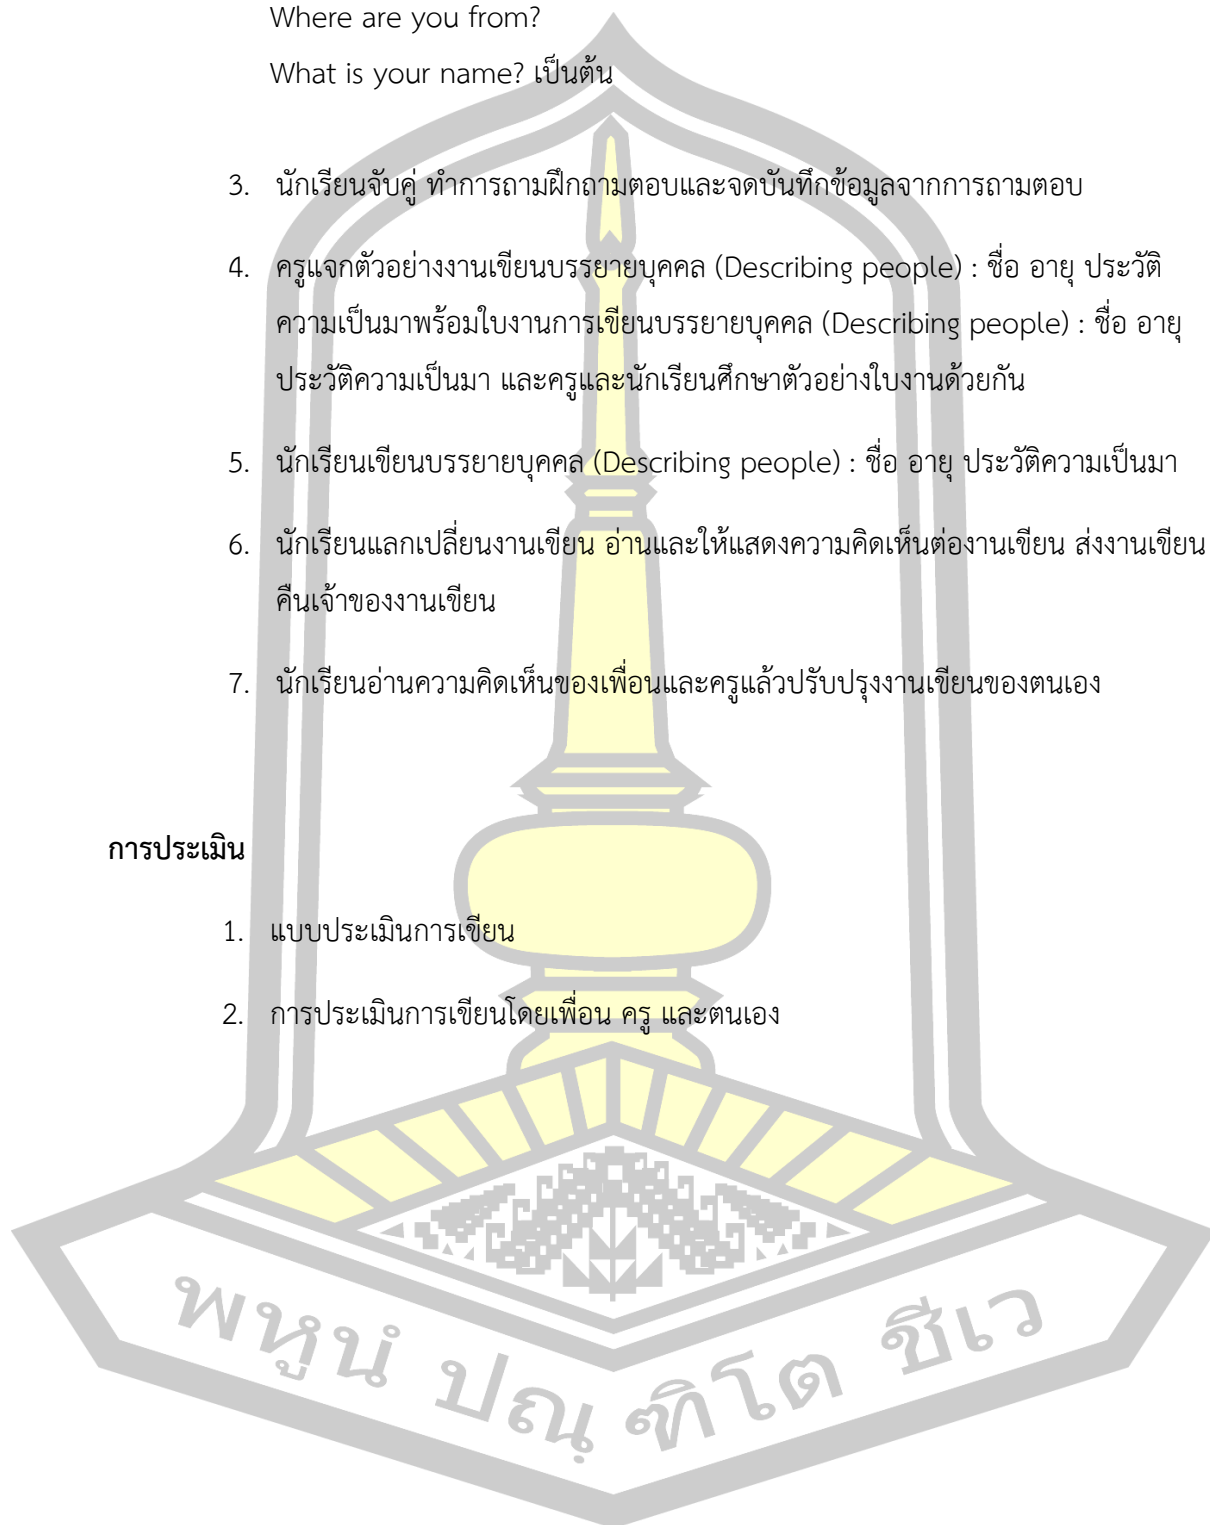 Where are you from?
What is your name? เป็นต้น
3. นักเรียนจับคู่ ทำการถามฝึกถามตอบและจดบันทึกข้อมูลจากการถามตอบ
4. ครูแจกตัวอย่างงานเขียนบรรยายบุคคล (Describing people) : ชื่อ อายุ ประวัติ
ความเป็นมาพร้อมใบงานการเขียนบรรยายบุคคล (Describing people) : ชื่อ อายุ
ประวัติความเป็นมา และครูและนักเรียนศึกษาตัวอย่างใบงานด้วยกัน
5. นักเรียนเขียนบรรยายบุคคล (Describing people) : ชื่อ อายุ ประวัติความเป็นมา
6. นักเรียนแลกเปลี่ยนงานเขียน อ่านและให้แสดงความคิดเห็นต่องานเขียน ส่งงานเขียน
คืนเจ้าของงานเขียน
7. นักเรียนอ่านความคิดเห็นของเพื่อนและครูแล้วปรับปรุงงานเขียนของตนเอง
การประเมิน
1. แบบประเมินการเขียน
2. การประเมินการเขียนโดยเพื่อน ครู และตนเอง
พหูนํ ปณฺฑิโต ชีเว